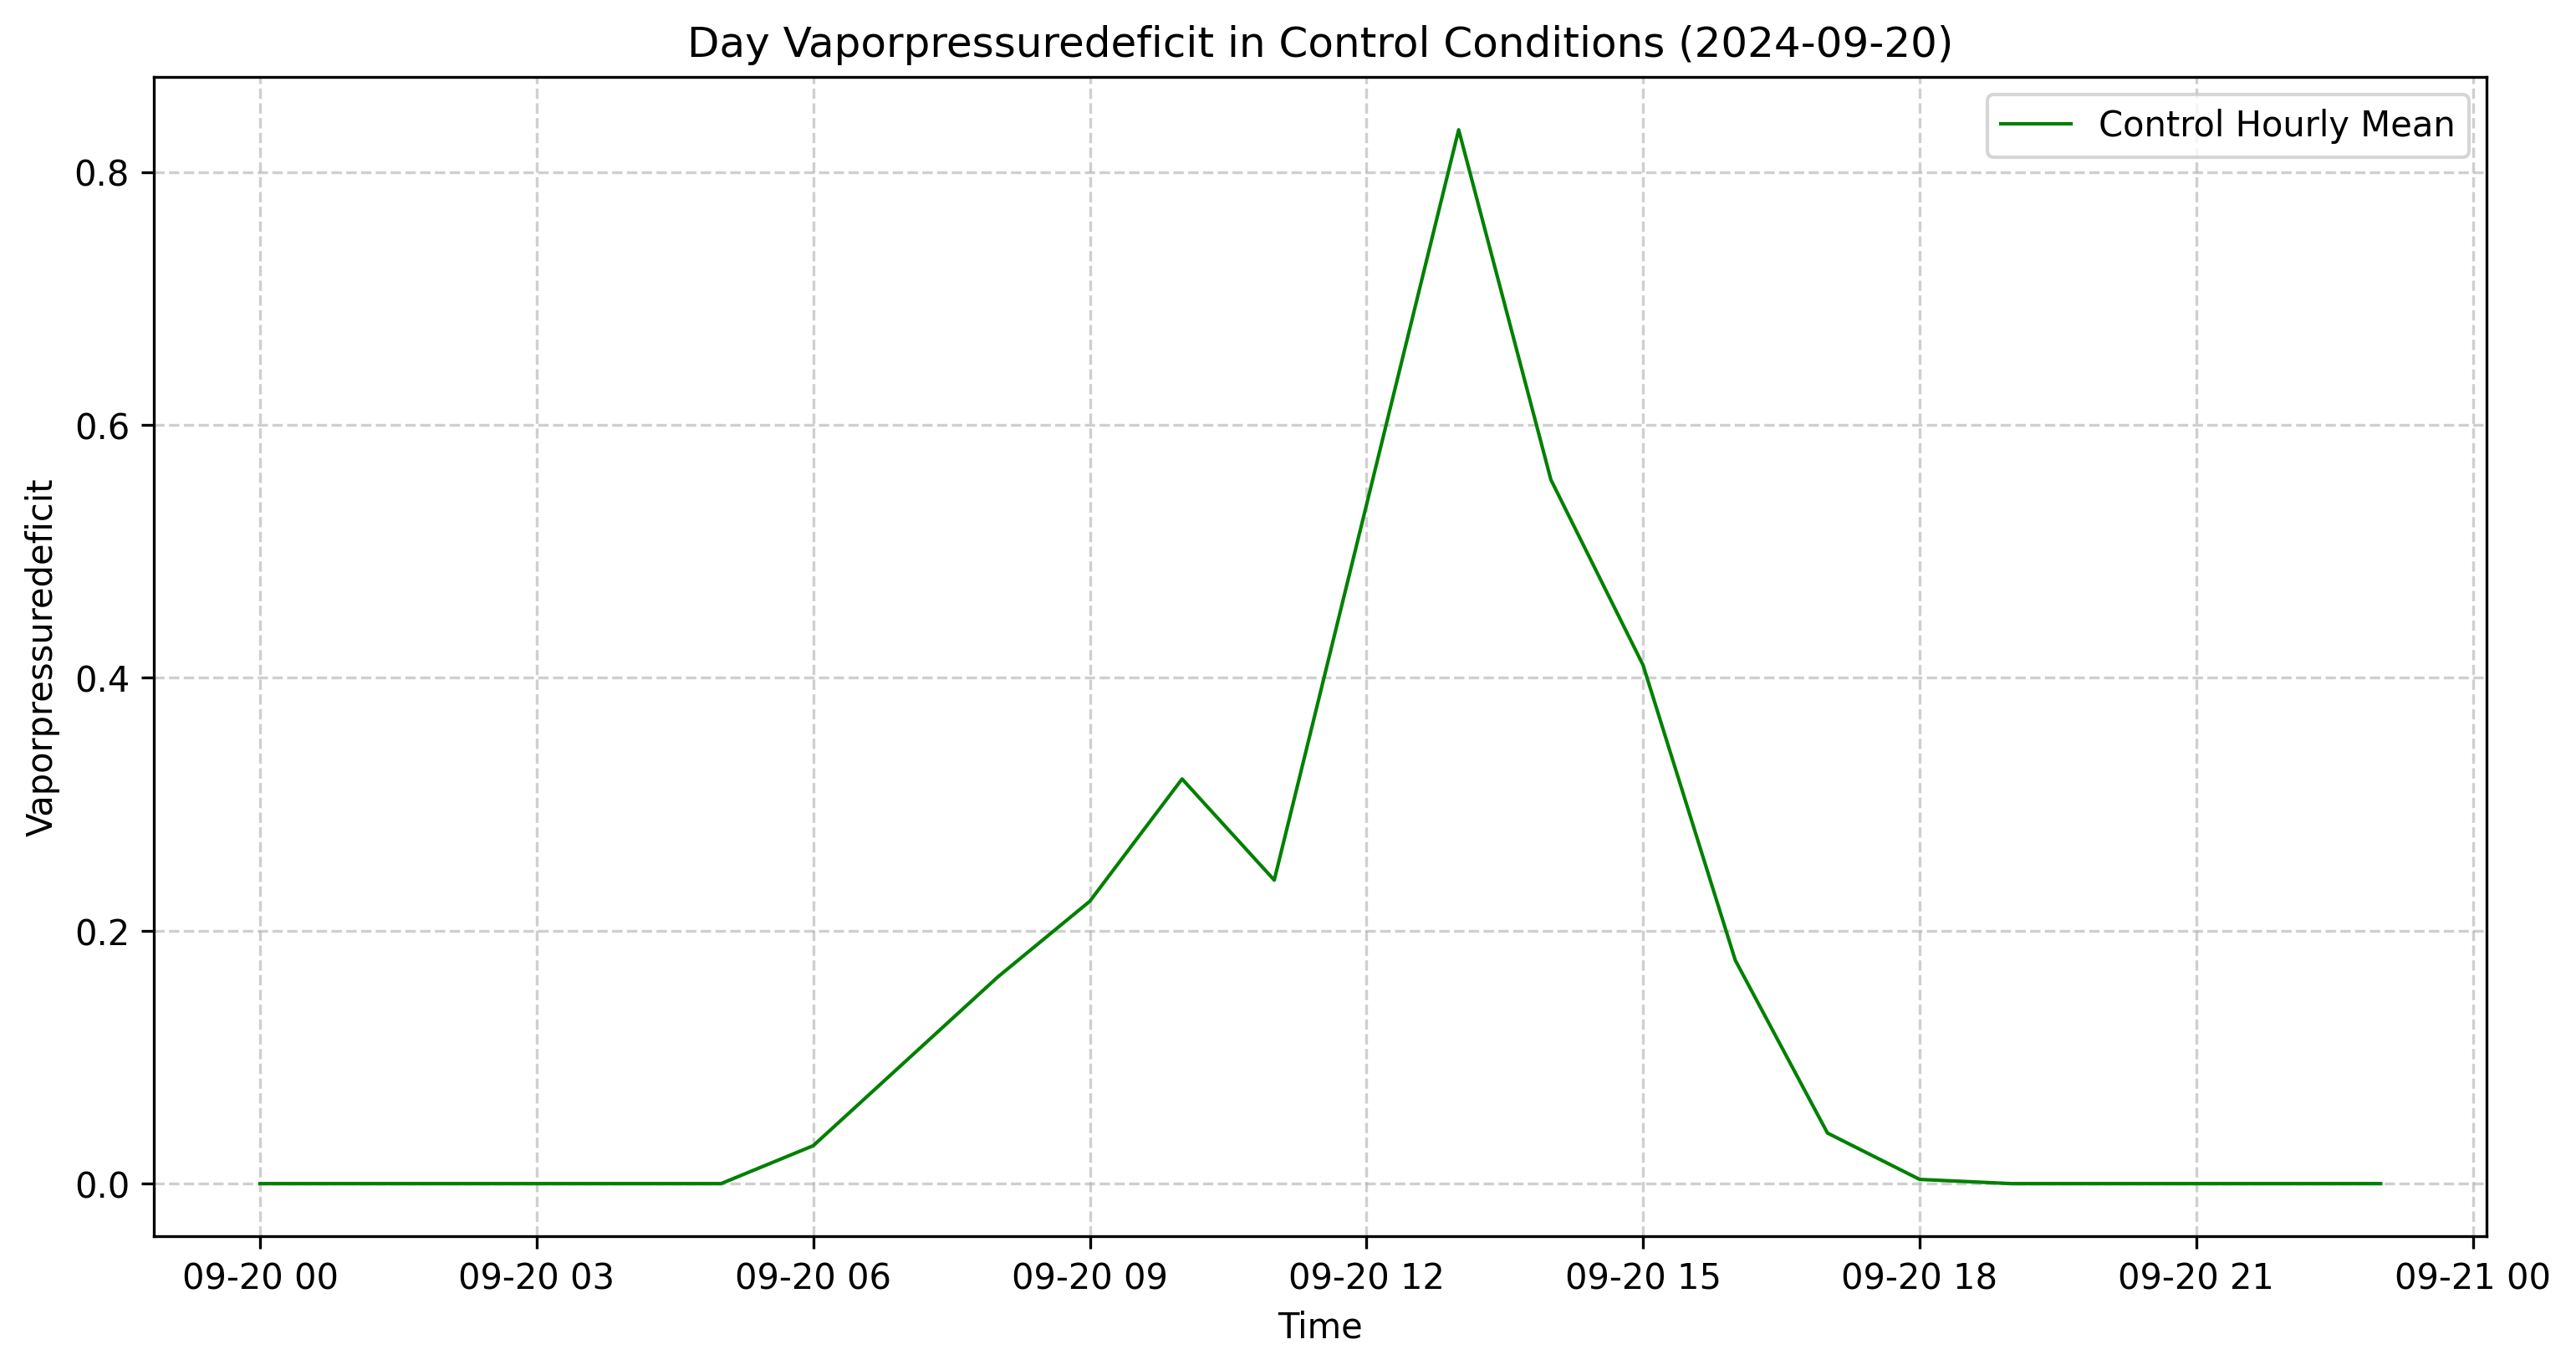 Day Vaporpressuredeficit in Control Conditions (2024-09-20)
Control Hourly Mean
Vaporpressuredeficit
0.8
0.6
0.4
0.2
0.0
09-20 00 09-20 03 09-20 06 09-20 09 09-20 12 09-20 15 09-20 18 09-20 21 09-21 00
Time